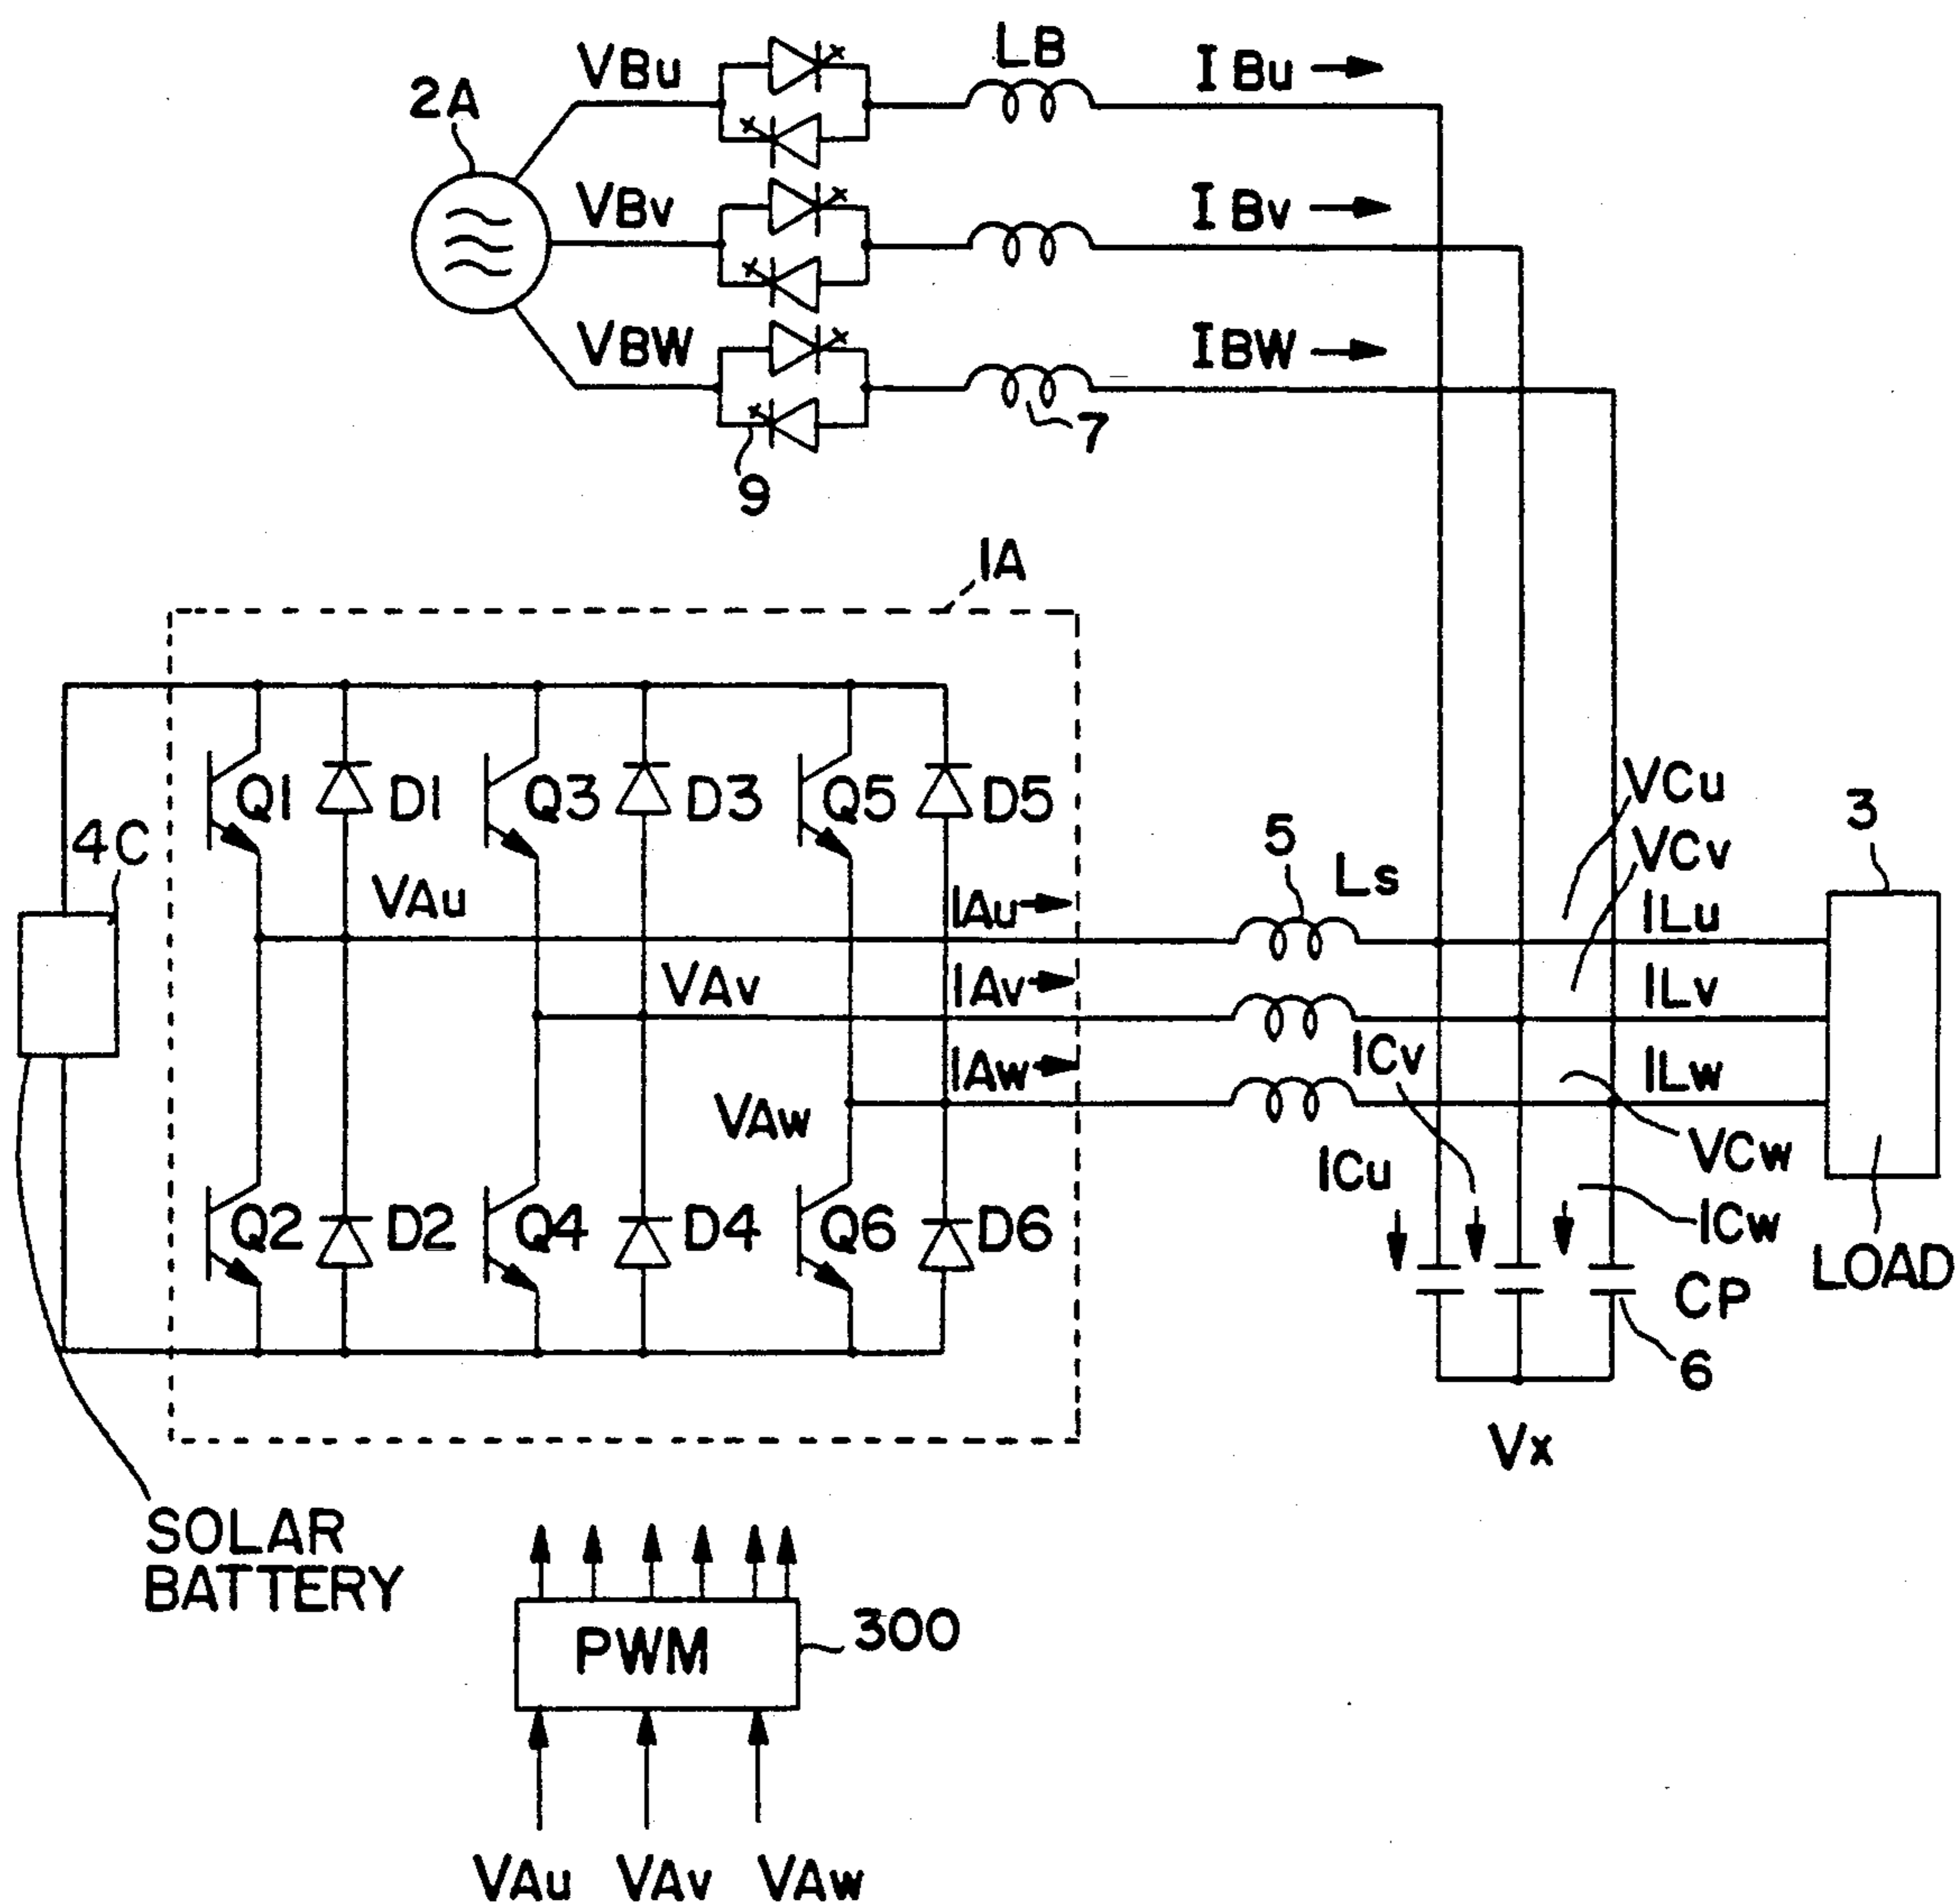 VBu
LB
IBu
2A
VBv
IBv
VBW
IBW
7
9
1A
Q1
D1
Q3
D3
Q5
D5
VCu
3
4C
5
VCv
Ls
VAu
IAu
ILu
VAv
IAv
ILv
ICv
IAw
ILw
VAw
VCw
ICu
Q2
D2
Q4
D4
Q6
D6
ICw
LOAD
CP
6
Vx
SOLAR
BATTERY
PWM
300
VAu
VAv
VAw